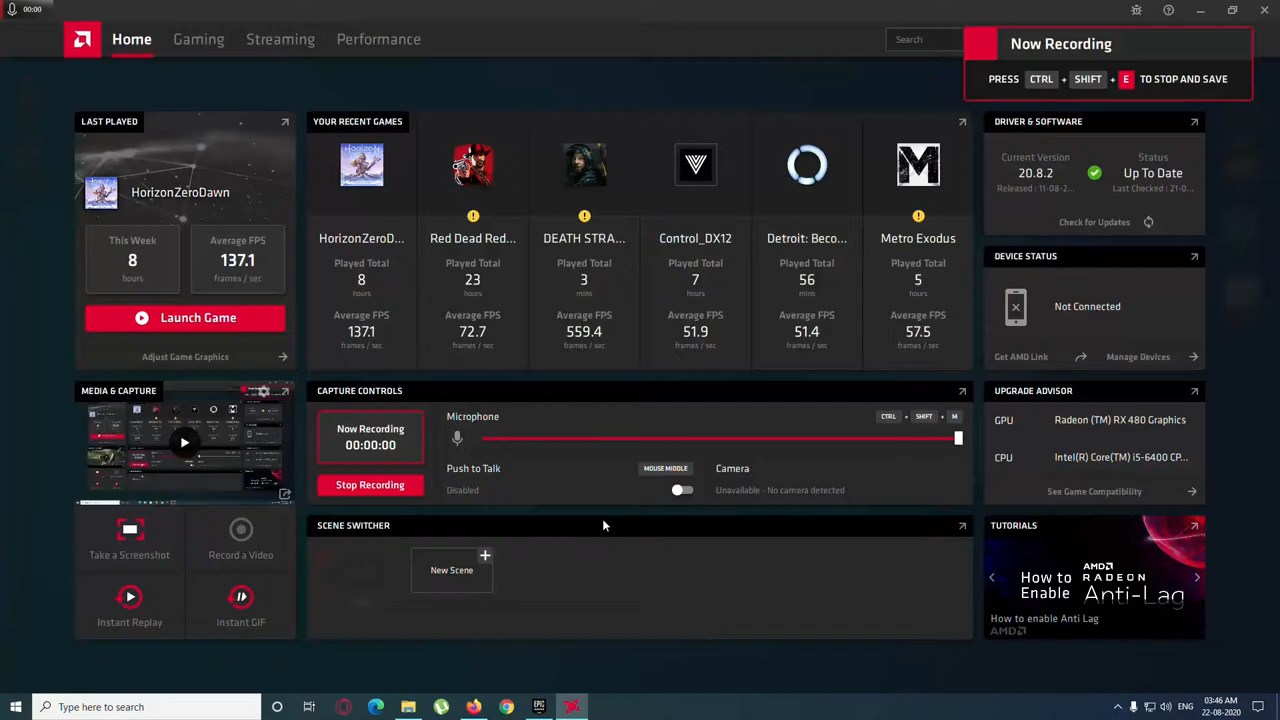 00:00
Home
Gaming
Streaming
Performance
Search
Now Recording
PRESS CTRL + SHIFT + E TO STOP AND SAVE
LAST PLAYED
HorizonZeroDawn
This Week
8
hours
Average FPS
137.1
frames / sec
Launch Game
Adjust Game Graphics
YOUR RECENT GAMES
HorizonZeroD...
Played Total
8
hours
Average FPS
137.1
frames / sec
Red Dead Red...
Played Total
23
hours
Average FPS
72.7
frames / sec
DEATH STRA...
Played Total
3
mins
Average FPS
559.4
frames / sec
Control_DX12
Played Total
7
hours
Average FPS
51.9
frames / sec
Detroit: Beco...
Played Total
56
mins
Average FPS
51.4
frames / sec
Metro Exodus
Played Total
5
hours
Average FPS
57.5
frames / sec
DRIVER & SOFTWARE
Current Version
20.8.2
Released : 11-08-2...
Status
Up To Date
Last Checked : 21-0...
Check for Updates
DEVICE STATUS
Not Connected
Get AMD Link
Manage Devices
MEDIA & CAPTURE
Take a Screenshot
Record a Video
Instant Replay
Instant GIF
CAPTURE CONTROLS
Now Recording
00:00:00
Stop Recording
Microphone
CTRL + SHIFT + M
Push to Talk
MOUSE MIDDLE
Disabled
Camera
Unavailable - No camera detected
SCENE SWITCHER
New Scene
UPGRADE ADVISOR
GPU
Radeon (TM) RX 480 Graphics
CPU
Intel(R) Core(TM) i5-6400 CP...
See Game Compatibility
TUTORIALS
How to
Enable
AMD
RADEON
Anti-Lag
How to enable Anti Lag
AMD
Type here to search
EPIC
GAMES
ENG
03:46 AM
22-08-2020